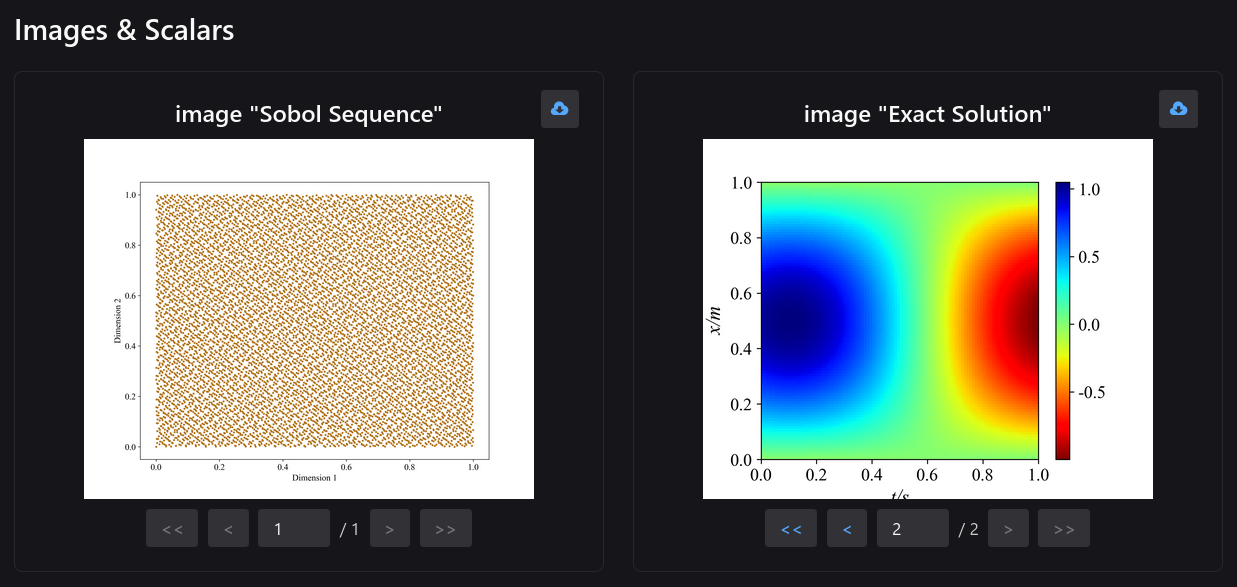 Images & Scalars
image "Sobol Sequence"
1.0
0.8
0.6
0.4
0.2
0.0
Dimension 2
0.0 0.2 0.4 0.6 0.8 1.0
Dimension 1
<< < 1 / 1 > >>
image "Exact Solution"
1.0
0.8
0.6
0.4
0.2
0.0
x/m
0.0 0.2 0.4 0.6 0.8 1.0
t/s
1.0
0.5
0.0
-0.5
<< < 2 / 2 > >>